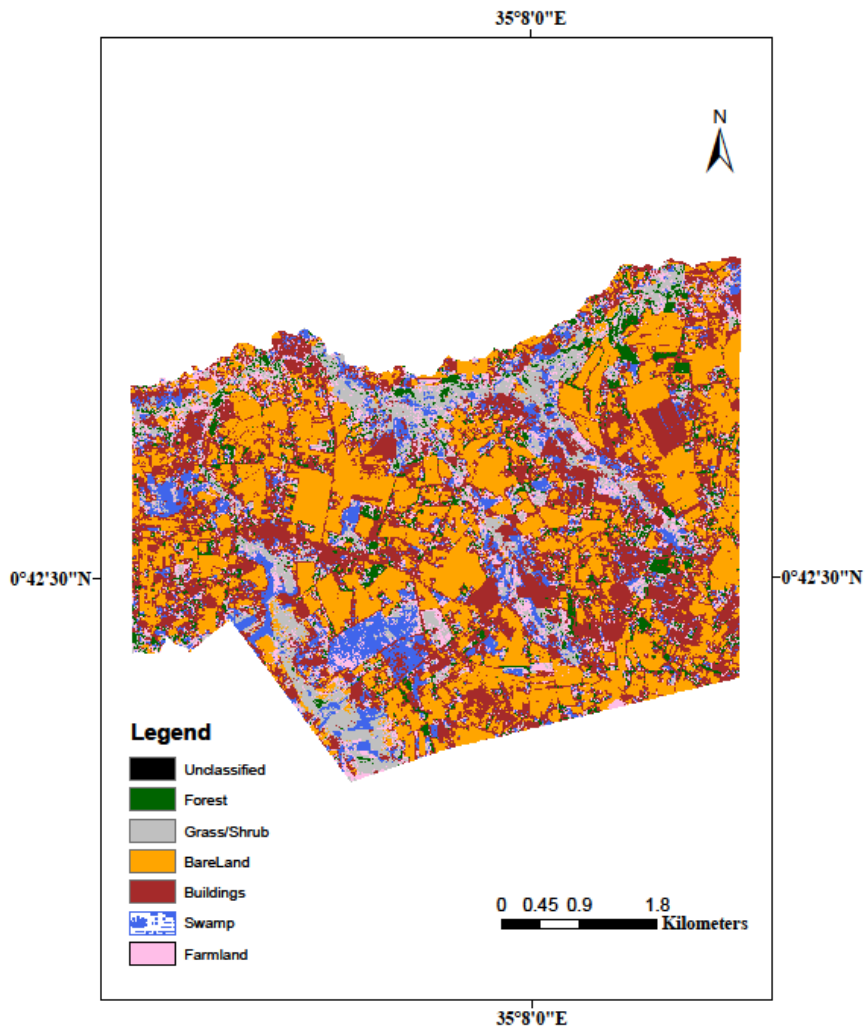 35°8'0"E
N
0°42'30"N
0°42'30"N
Legend
Unclassified
Forest
Grass/Shrub
BareLand
Buildings
Swamp
Farmland
0 0.45 0.9 1.8
Kilometers
35°8'0"E